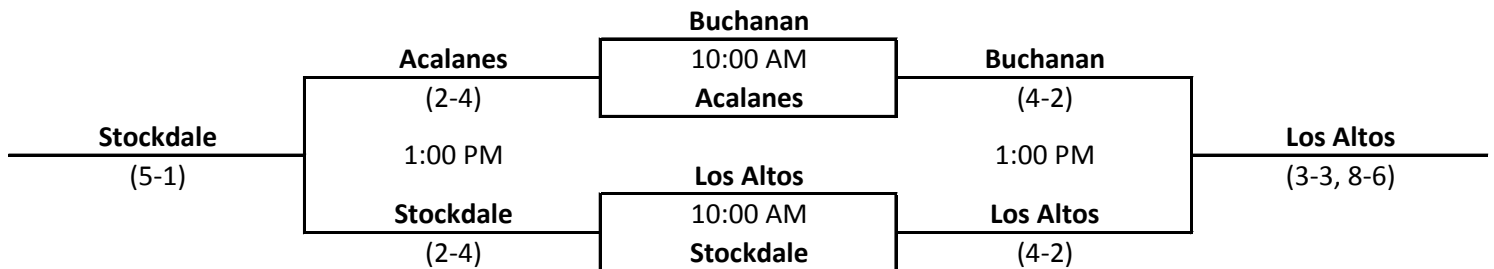 Buchanan
Acalanes 10:00 AM Buchanan
(2-4) Acalanes (4-2)
Stockdale 1:00 PM 1:00 PM Los Altos
(5-1) Los Altos (3-3, 8-6)
Stockdale 10:00 AM Los Altos
(2-4) Stockdale (4-2)